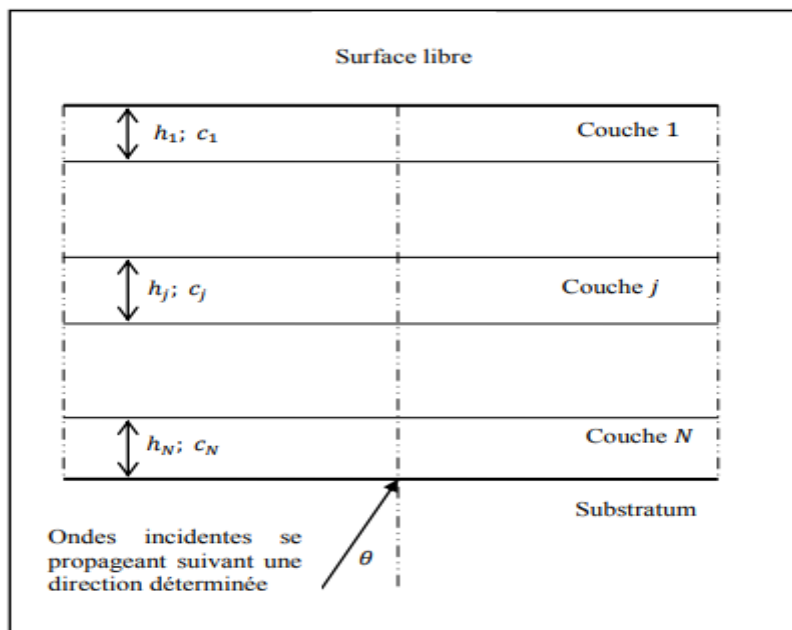 Surface libre
h₁; c₁
Couche 1
hⱼ; cⱼ
Couche j
h_N; c_N
Couche N
Substratum
Ondes incidentes se
propageant suivant une
direction déterminée
θ